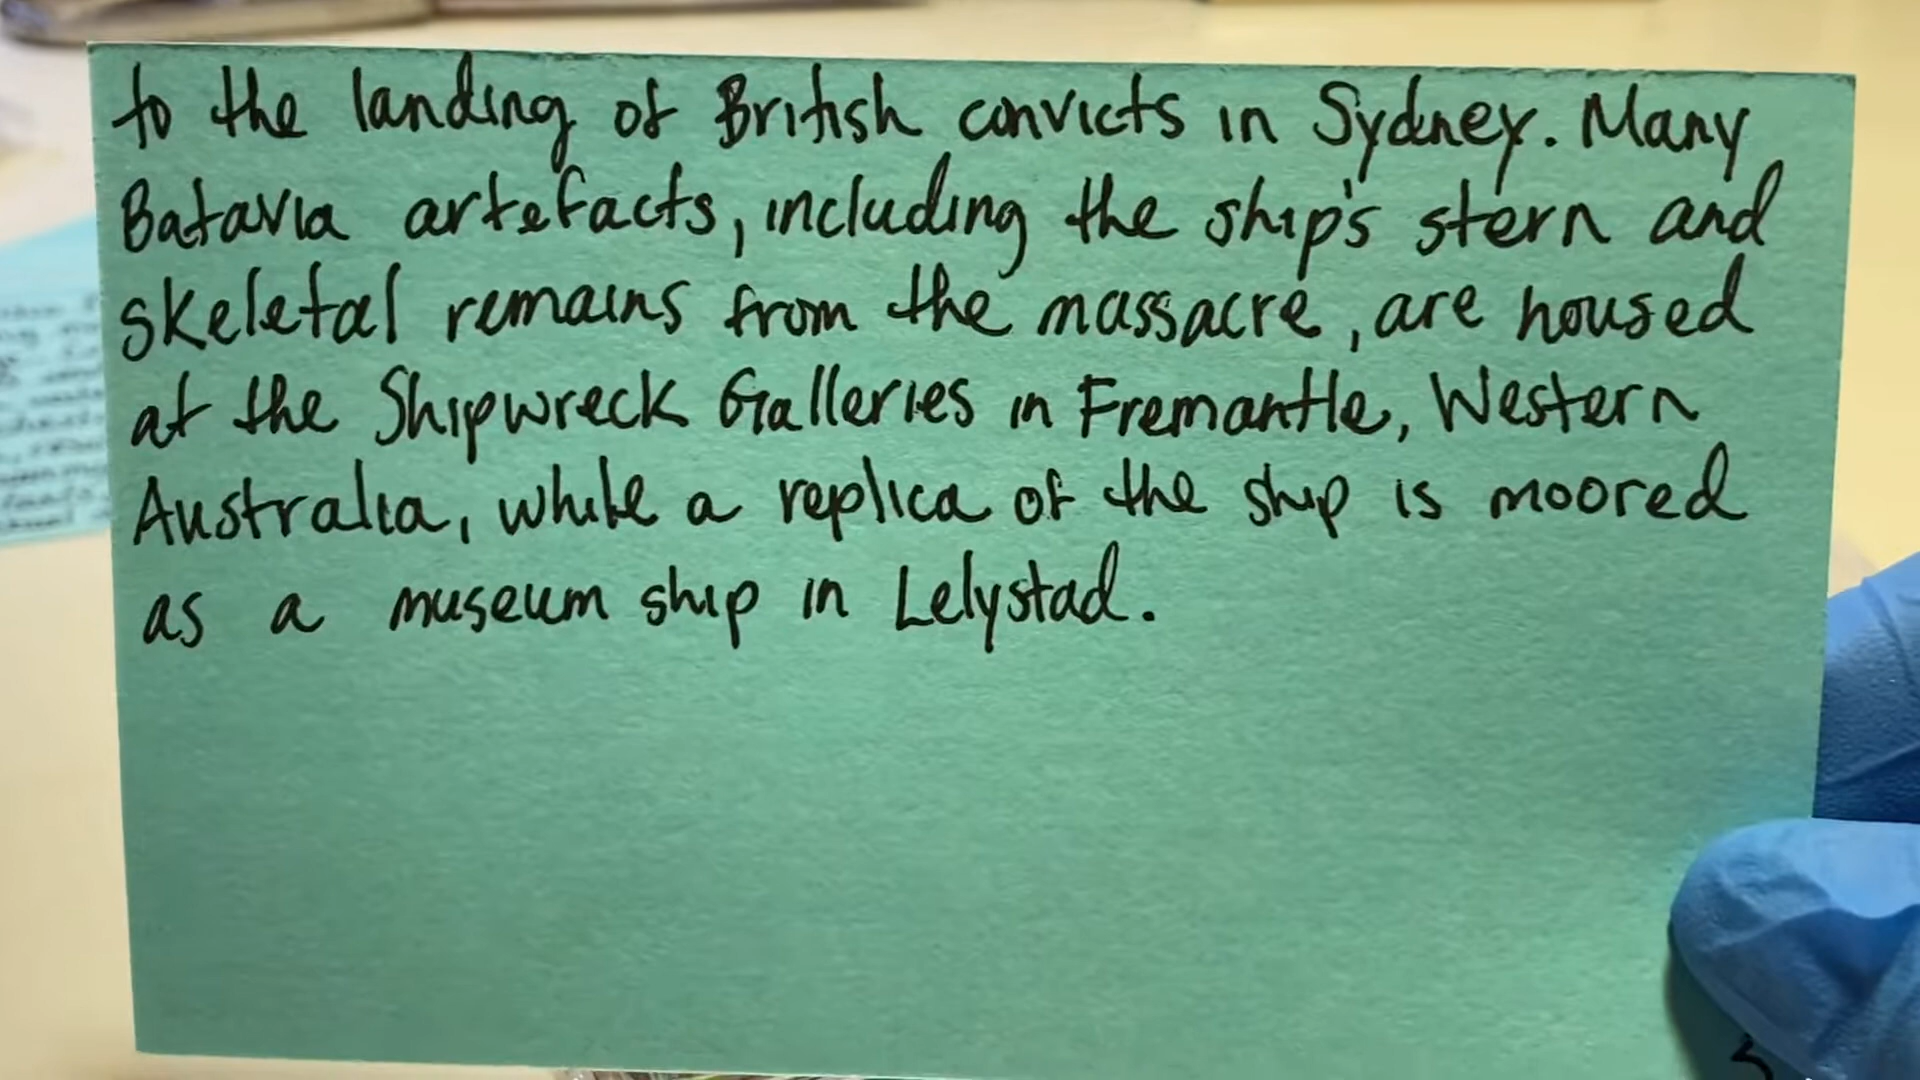 to the landing of British convicts in Sydney. Many
Batavia artefacts, including the ship's stern and
skeletal remains from the massacre, are housed
at the Shipwreck Galleries in Fremantle, Western
Australia, while a replica of the ship is moored
as a museum ship in Lelystad.